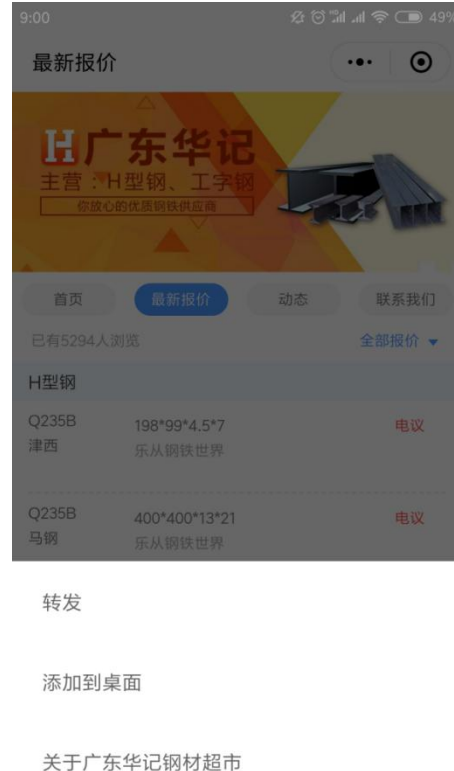 9:00
49%
最新报价
H广东华记
主营：H型钢、工字钢
你放心的优质钢铁供应商
首页 最新报价 动态 联系我们
已有5294人浏览 全部报价
H型钢
Q235B 198*99*4.5*7 电议
津西 乐从钢铁世界
Q235B 400*400*13*21 电议
马钢 乐从钢铁世界
转发
添加到桌面
关于广东华记钢材超市